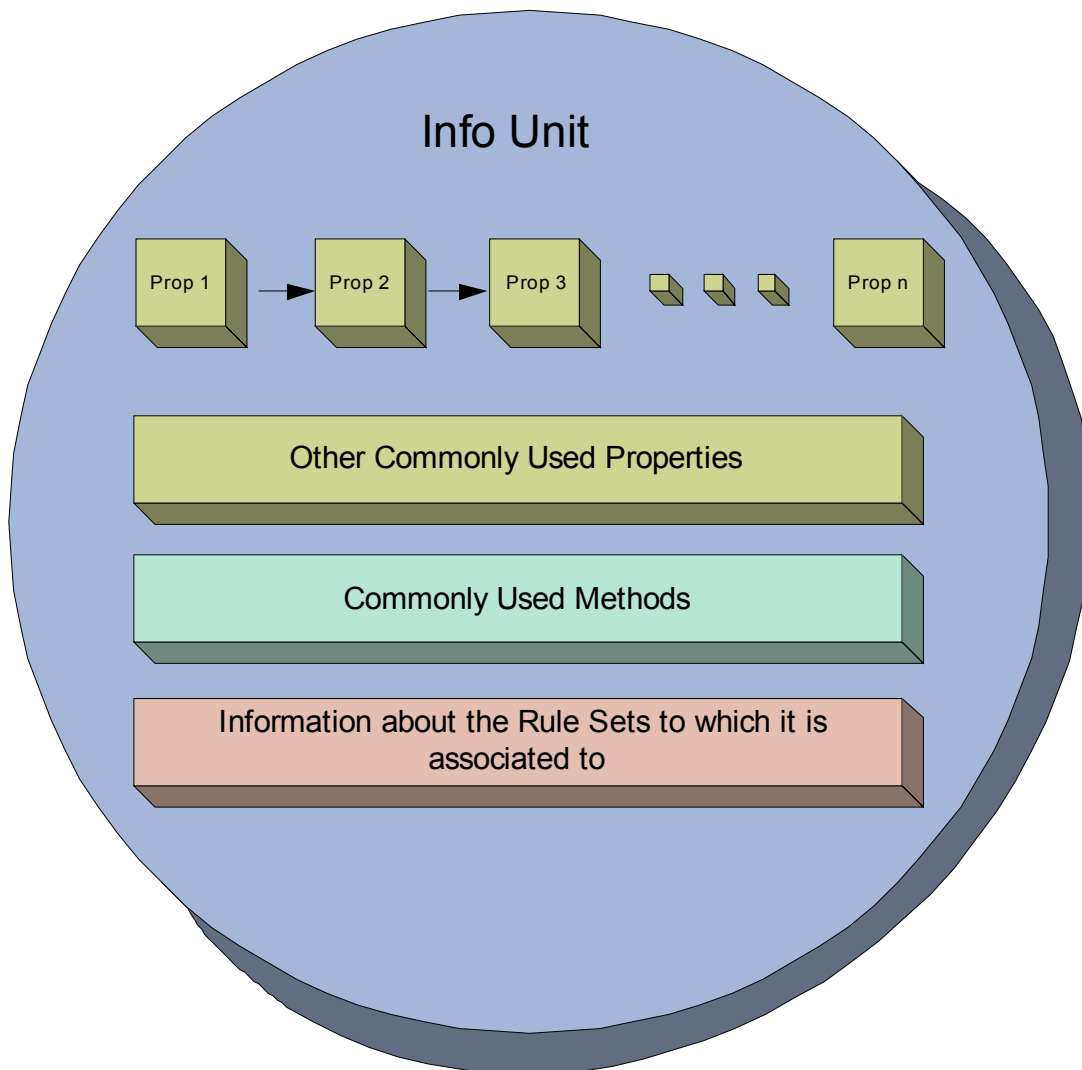 Info Unit
Prop 1
Prop 2
Prop 3
Prop n
Other Commonly Used Properties
Commonly Used Methods
Information about the Rule Sets to which it is
associated to